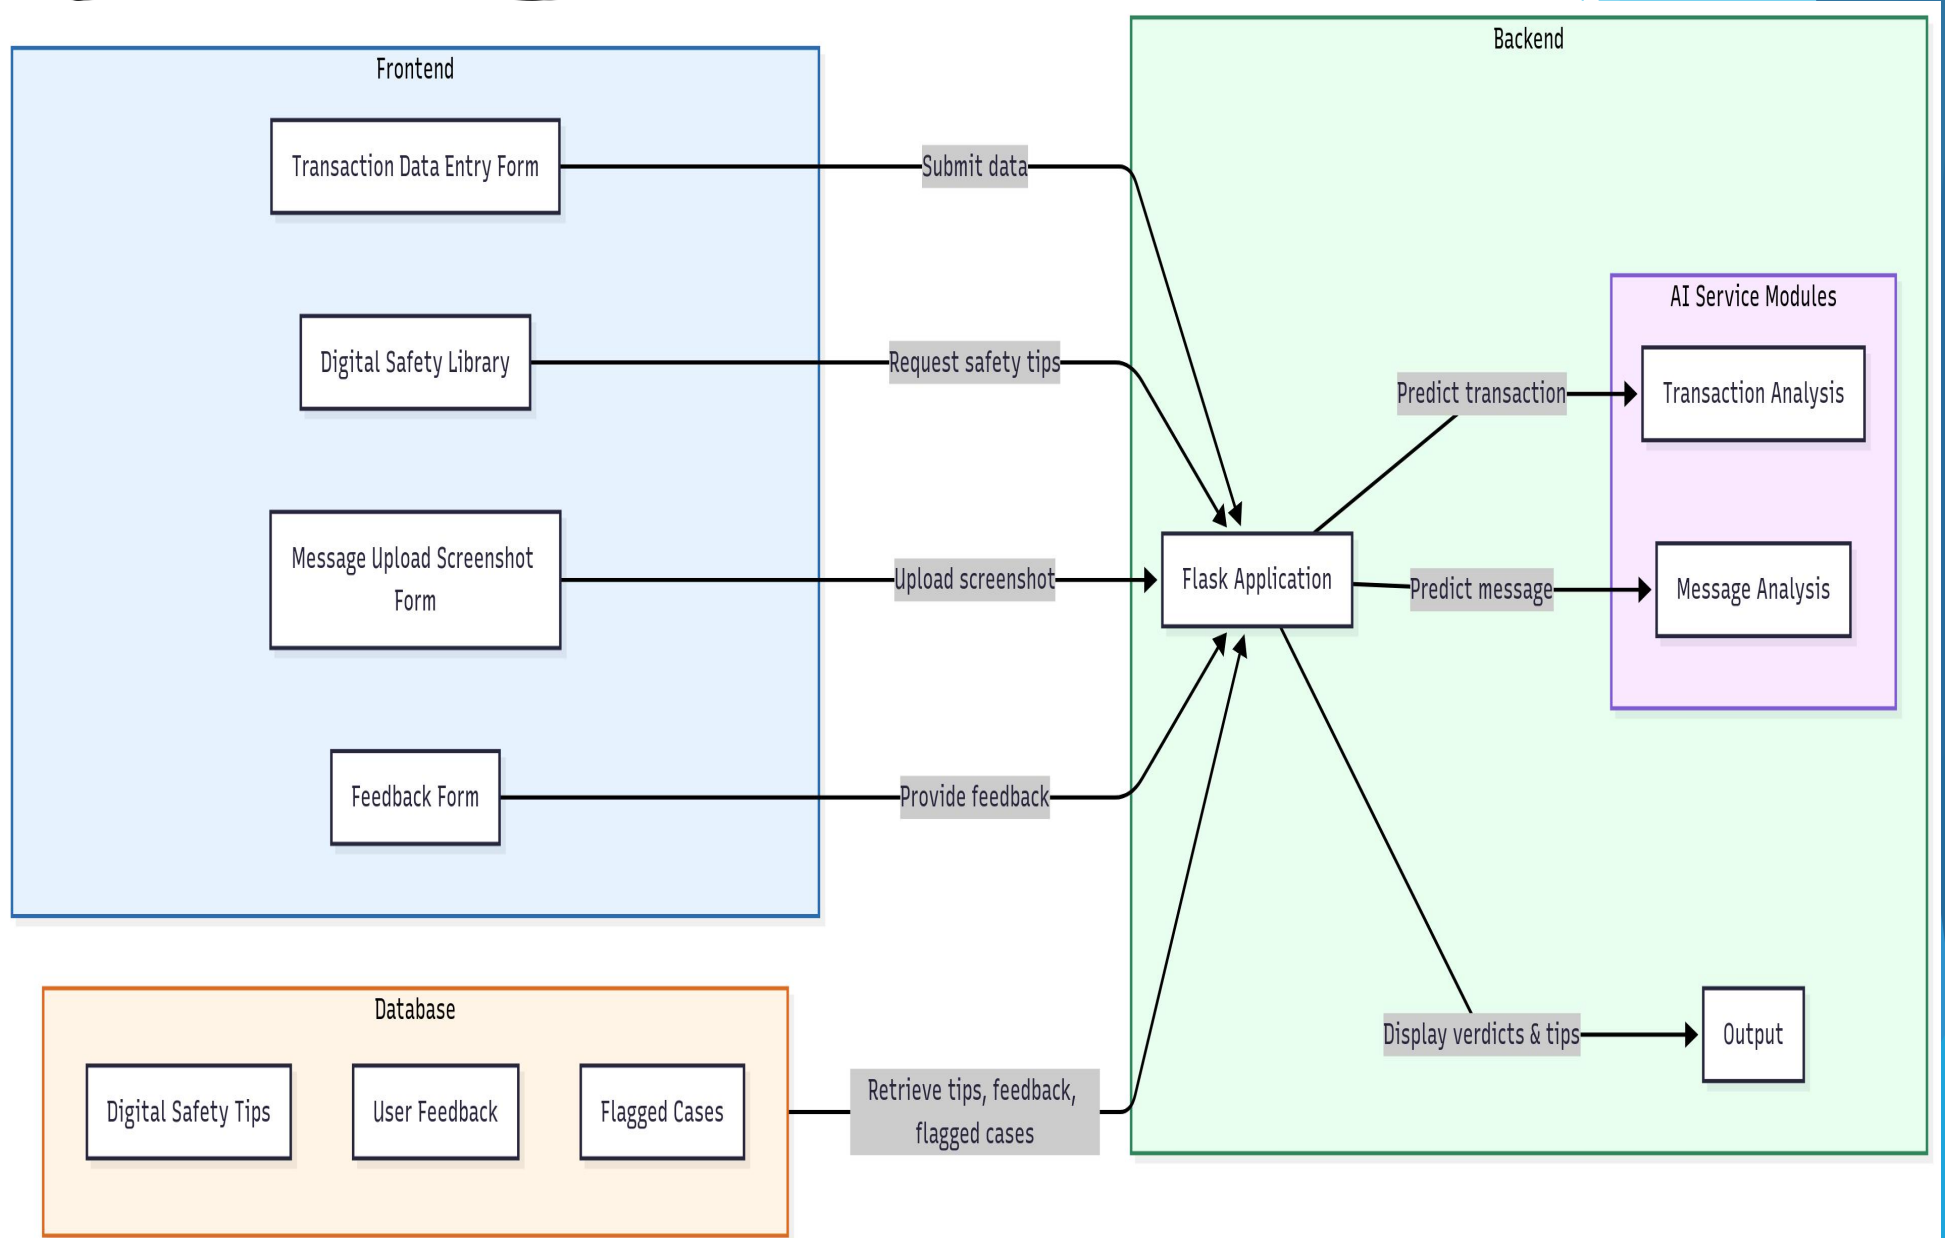 Frontend
Transaction Data Entry Form
Digital Safety Library
Message Upload Screenshot
Form
Feedback Form
Submit data
Request safety tips
Upload screenshot
Provide feedback
Backend
Flask Application
Predict transaction
Predict message
AI Service Modules
Transaction Analysis
Message Analysis
Display verdicts & tips
Output
Database
Digital Safety Tips
User Feedback
Flagged Cases
Retrieve tips, feedback,
flagged cases